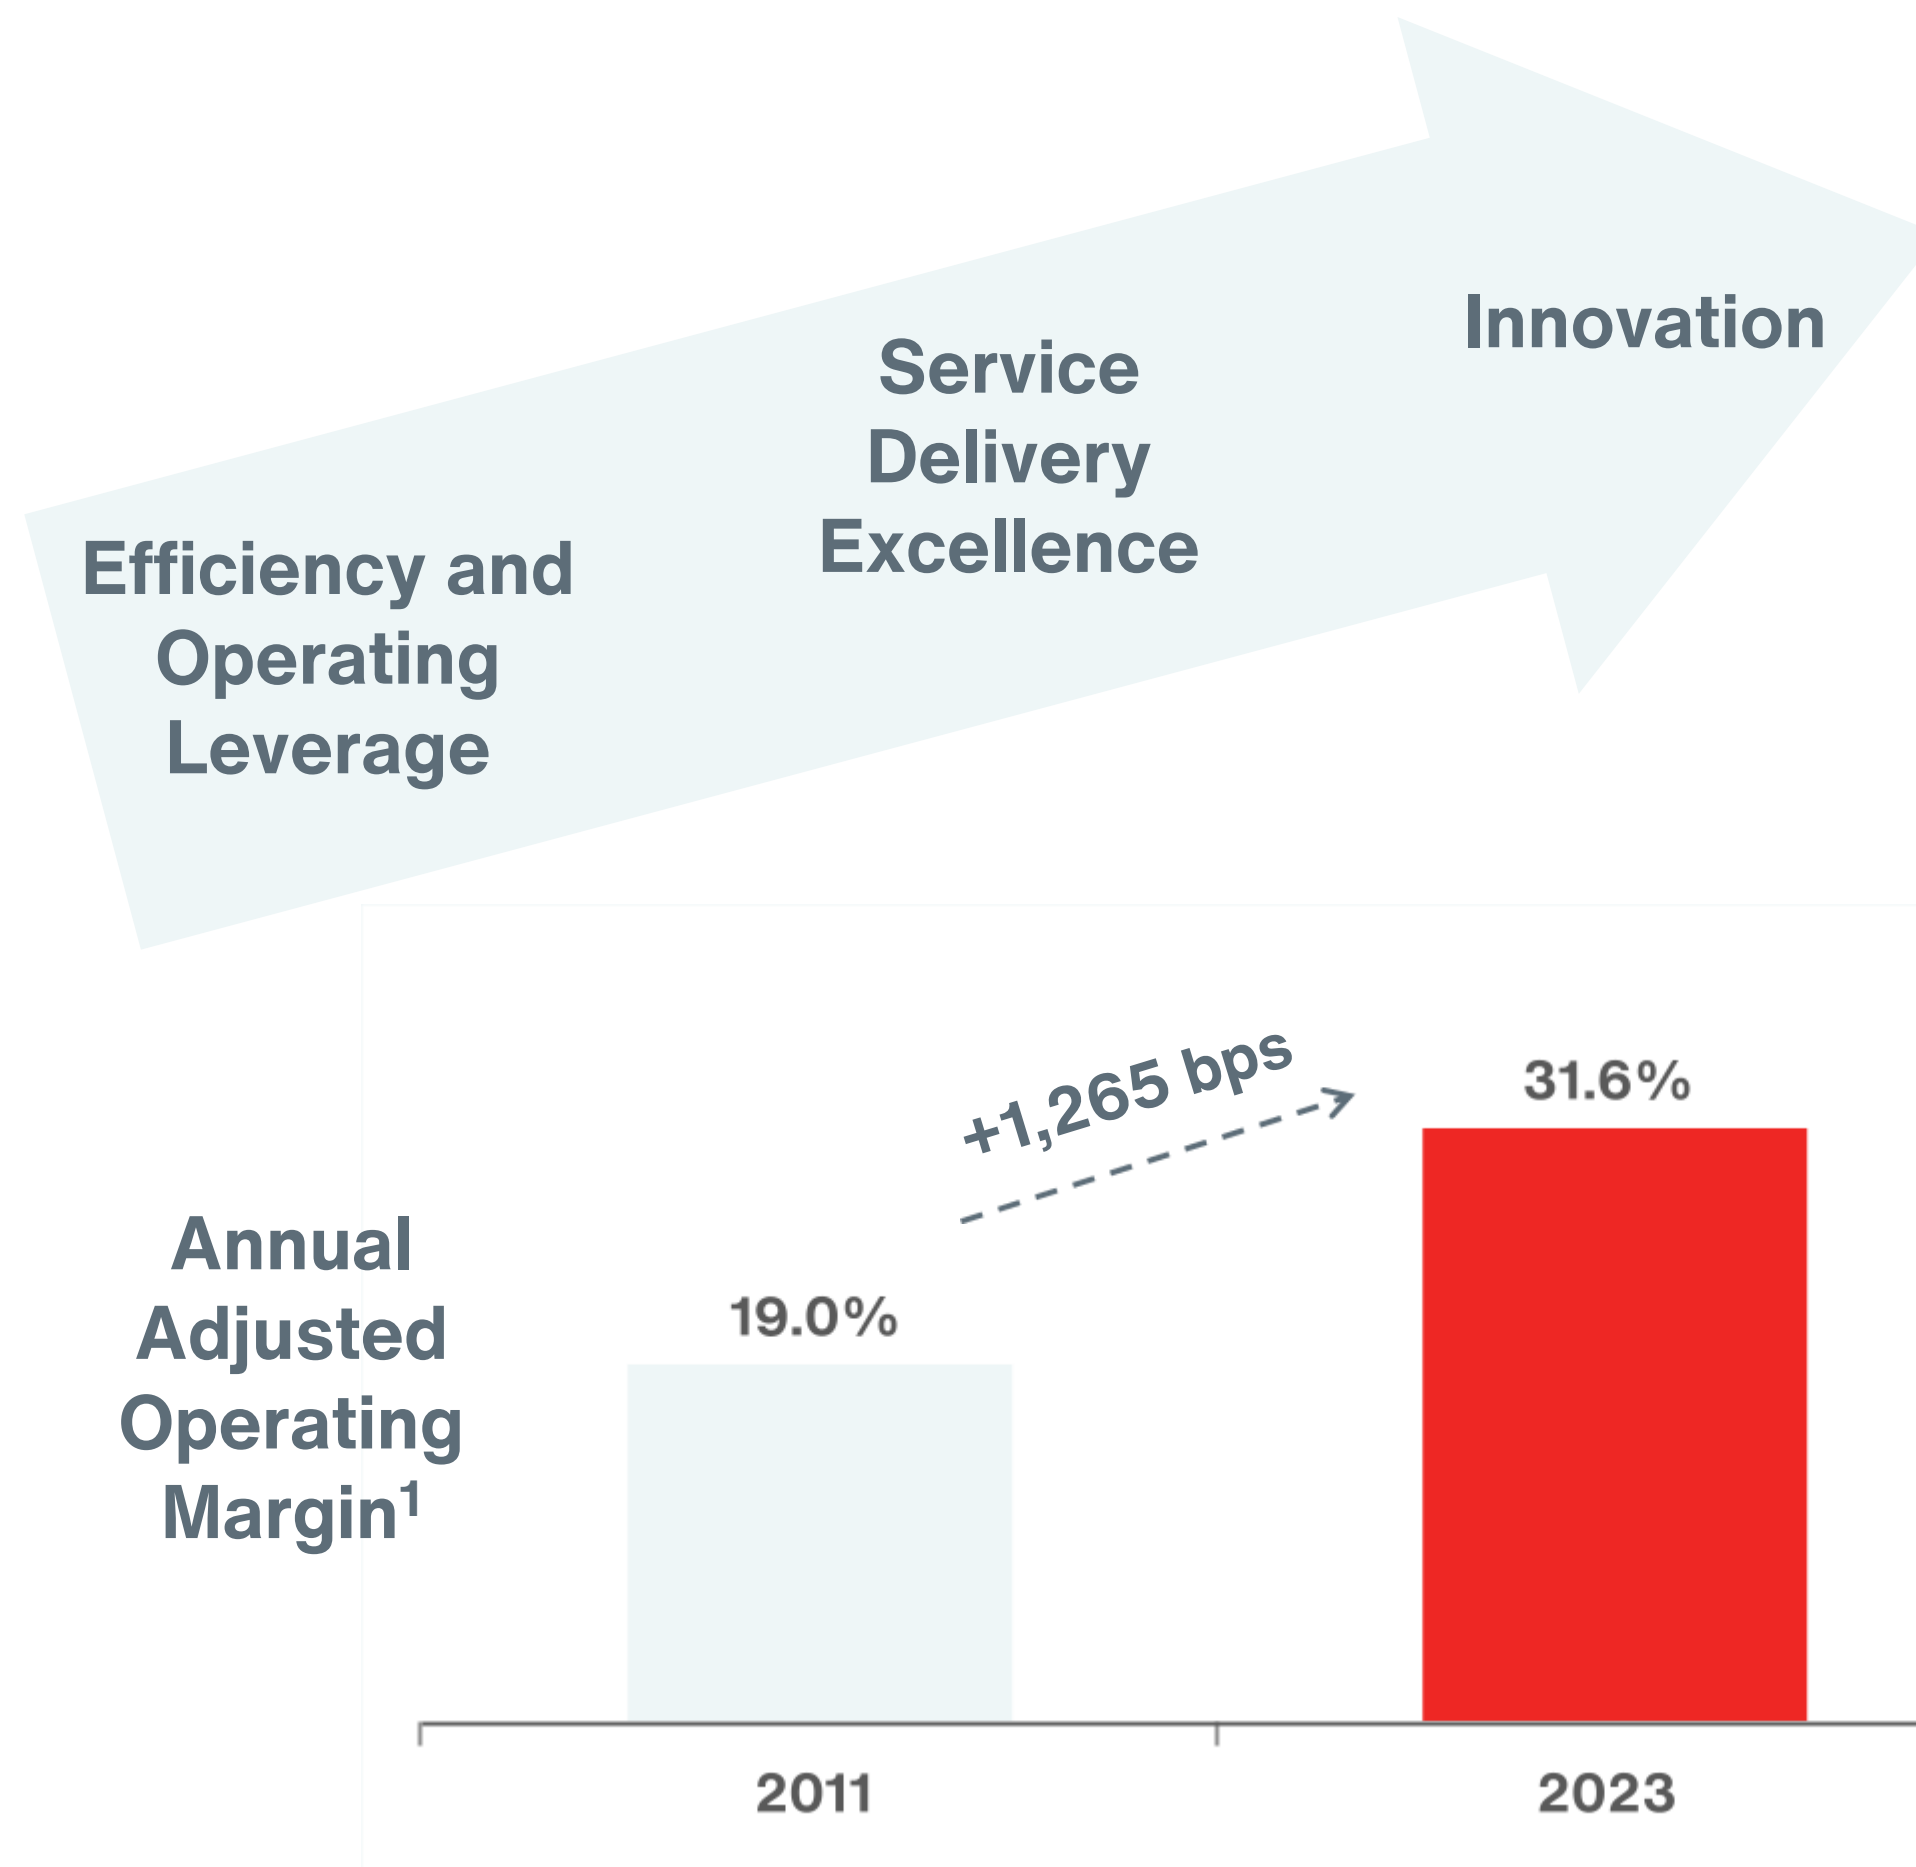 Innovation
Service
Delivery
Excellence
Efficiency and
Operating
Leverage
+1,265 bps
31.6%
19.0%
Annual
Adjusted
Operating
Margin¹
2011
2023